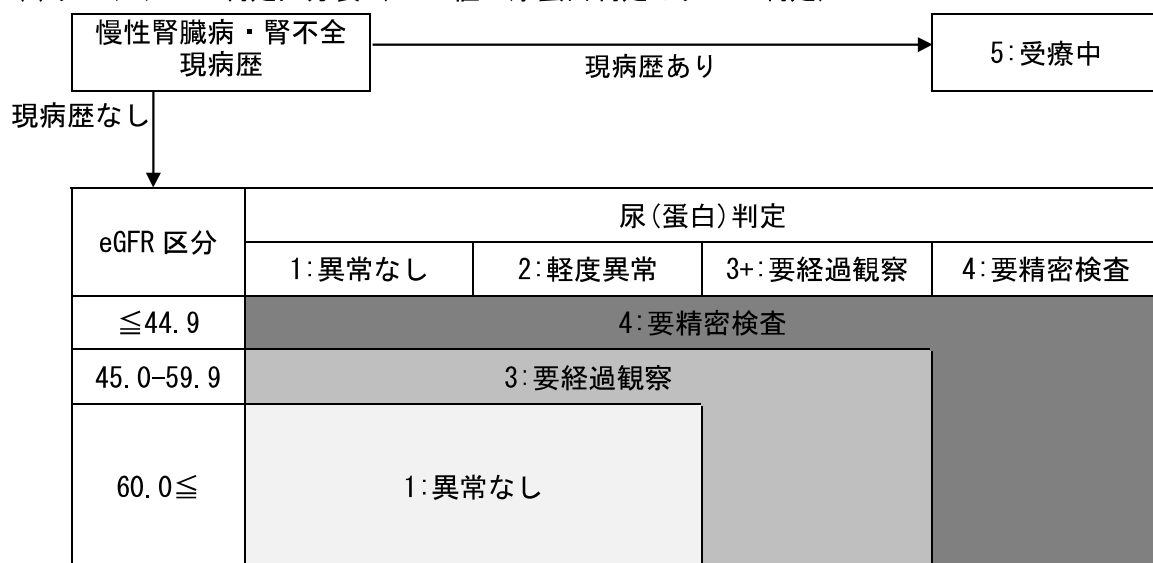 慢性腎臓病・腎不全
現病歴
現病歴あり
5:受療中
現病歴なし
eGFR 区分
尿(蛋白)判定
1:異常なし
2:軽度異常
3+:要経過観察
4:要精密検査
≦44.9
4:要精密検査
45.0-59.9
3:要経過観察
60.0≦
1:異常なし